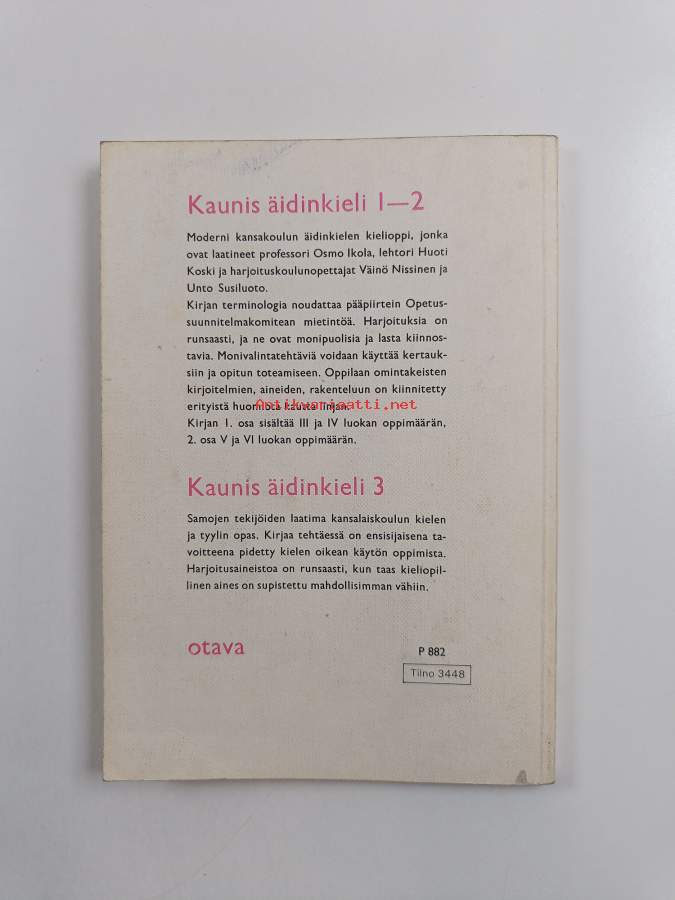 Kaunis äidinkieli 1—2
Moderni kansakoulun äidinkielen kielioppi, jonka
ovat laatineet professori Osmo Ikola, lehtori Huoti
Koski ja harjoituskoulunopettajat Väinö Nissinen ja
Unto Susiluoto.
Kirjan terminologia noudattaa pääpiirtein Opetus-
suunnitelmakomitean mietintöä. Harjoituksia on
runsaasti, ja ne ovat monipuolisia ja lasta kiinnos-
tavia. Monivalintatehtäviä voidaan käyttää kertauk-
siin ja opitun toteamiseen. Oppilaan omintakeisten
kirjoitelmien, aineiden, rakenteluun on kiinnitetty
erityistä huomiota kautta linjan.
Antikvariaatti.net
Kirjan 1. osa sisältää III ja IV luokan oppimäärän,
2. osa V ja VI luokan oppimäärän.
Kaunis äidinkieli 3
Samojen tekijöiden laatima kansalaiskoulun kielen
ja tyylin opas. Kirjaa tehtäessä on ensisijaisena ta-
voitteena pidetty kielen oikean käytön oppimista.
Harjoitusaineistoa on runsaasti, kun taas kieliopil-
linen aines on supistettu mahdollisimman vähiin.
otava
P 882
Tilno 3448